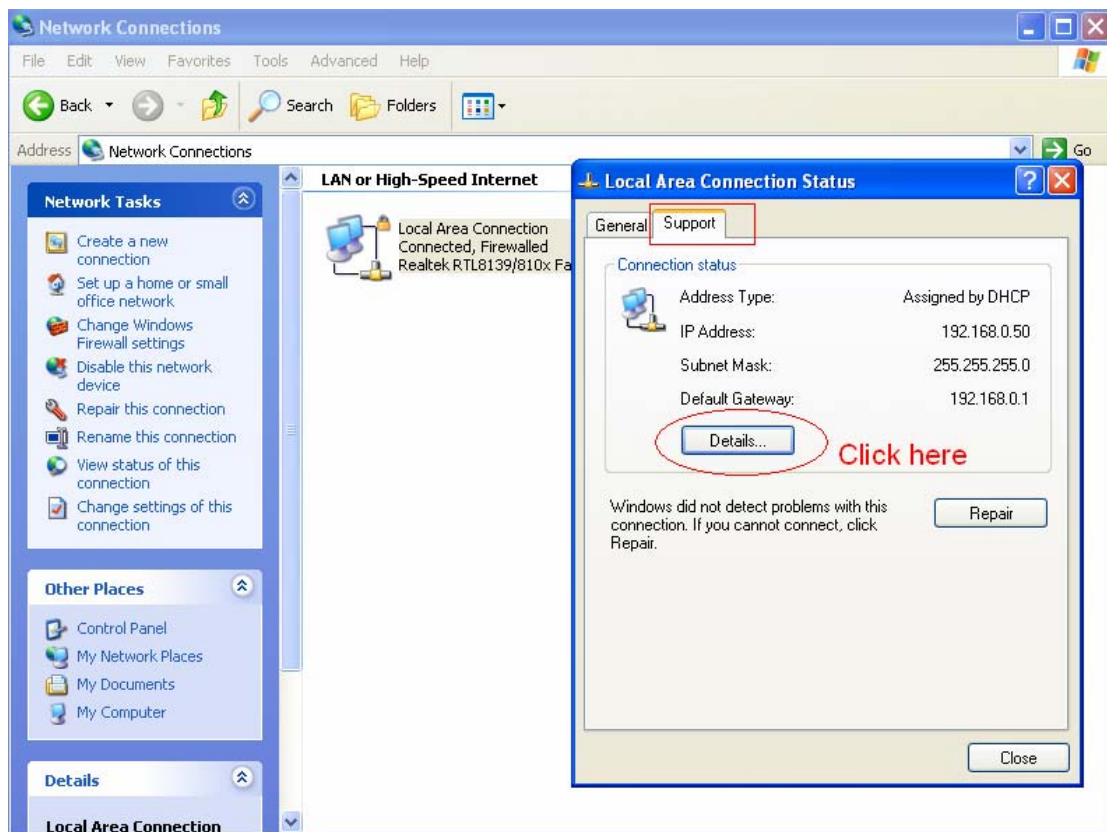 Network Connections
File Edit View Favorites Tools Advanced Help
Back Search Folders
Address Network Connections Go
Network Tasks
Create a new
connection
Set up a home or small
office network
Change Windows
Firewall settings
Disable this network
device
Repair this connection
Rename this connection
View status of this
connection
Change settings of this
connection
Other Places
Control Panel
My Network Places
My Documents
My Computer
Details
Local Area Connection
LAN or High-Speed Internet
Local Area Connection
Connected, Firewalled
Realtek RTL8139/810x Fa
Local Area Connection Status
General Support
Connection status
Address Type: Assigned by DHCP
IP Address: 192.168.0.50
Subnet Mask: 255.255.255.0
Default Gateway: 192.168.0.1
Details...
Click here
Windows did not detect problems with this
connection. If you cannot connect, click
Repair.
Repair
Close